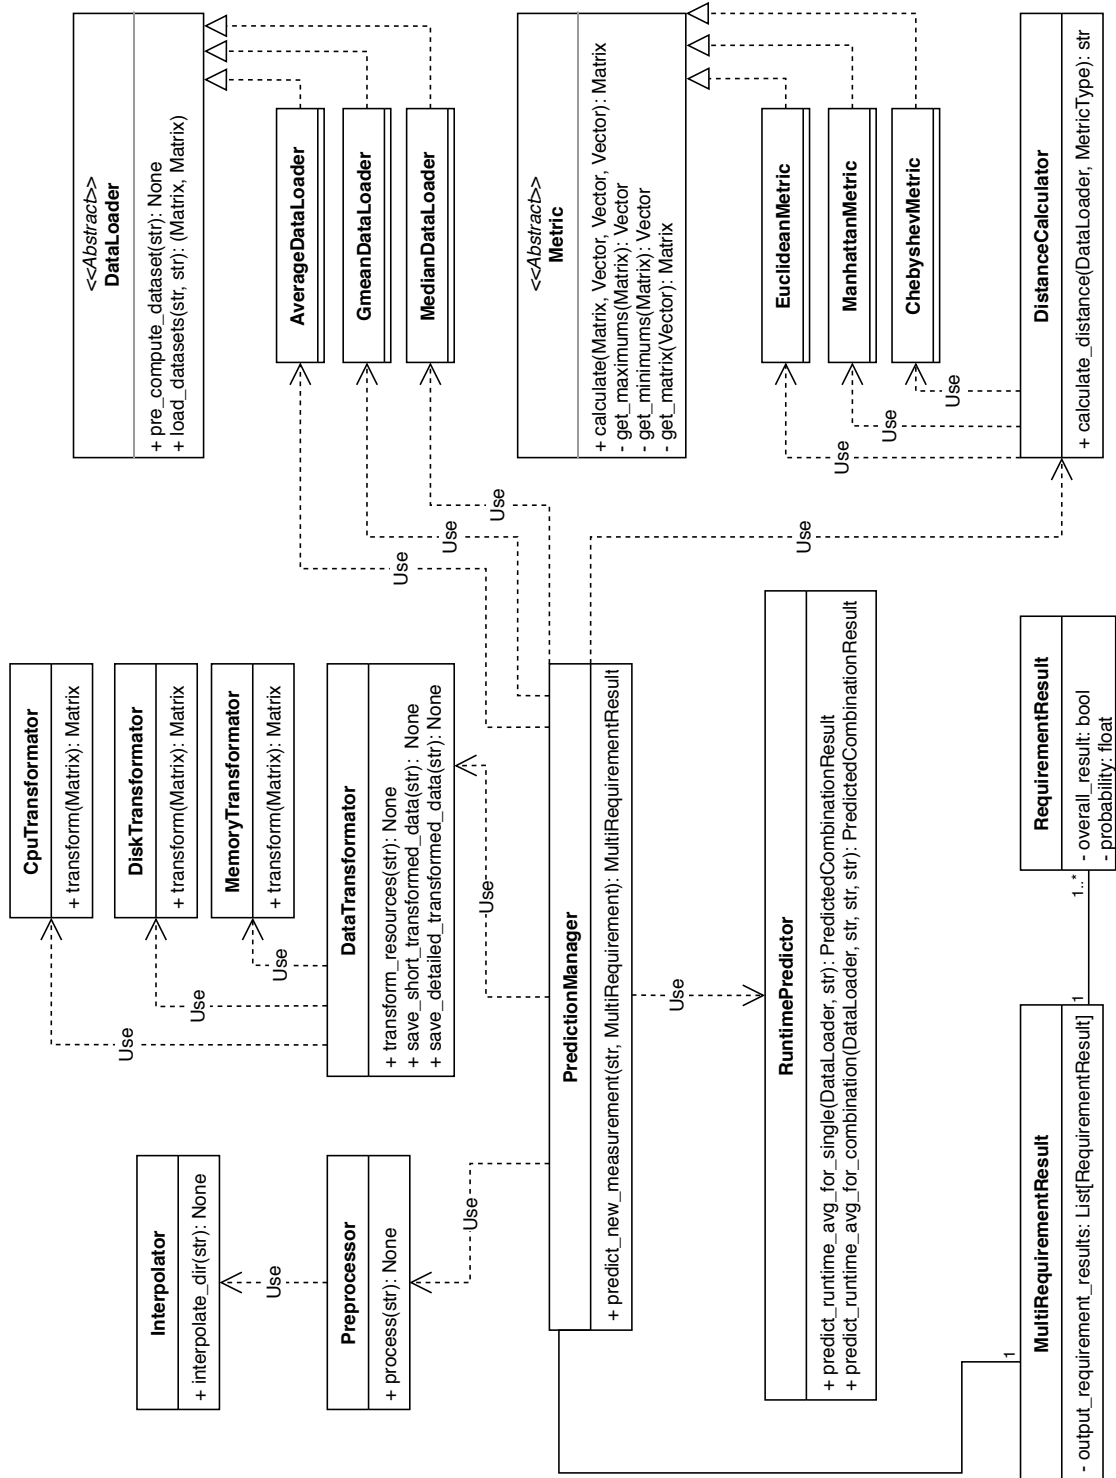 Interpolator
+ interpolate_dir(str): None
Use
Preprocessor
+ process(str): None
Use
CpuTransformator
+ transform(Matrix): Matrix
DiskTransformator
+ transform(Matrix): Matrix
MemoryTransformator
+ transform(Matrix): Matrix
Use
Use
Use
DataTransformator
+ transform_resources(str): None
+ save_short_transformed_data(str): None
+ save_detailed_transformed_data(str): None
Use
<<Abstract>>
DataLoader
+ pre_compute_dataset(str): None
+ load_datasets(str, str): (Matrix, Matrix)
AverageDataLoader
GmeanDataLoader
MedianDataLoader
Use
Use
Use
PredictionManager
+ predict_new_measurement(str, MultiRequirement): MultiRequirementResult
Use
Use
<<Abstract>>
Metric
+ calculate(Matrix, Vector, Vector, Vector): Matrix
- get_maximums(Matrix): Vector
- get_minimums(Matrix): Vector
- get_matrix(Vector): Matrix
EuclideanMetric
ManhattanMetric
ChebyshevMetric
Use
Use
Use
RuntimePredictor
+ predict_runtime_avg_for_single(DataLoader, str): PredictedCombinationResult
+ predict_runtime_avg_for_combination(DataLoader, str, str, str): PredictedCombinationResult
DistanceCalculator
+ calculate_distance(DataLoader, MetricType): str
1
MultiRequirementResult
- output_requirement_results: List[RequirementResult]
1
1..*
RequirementResult
- overall_result: bool
- probability: float